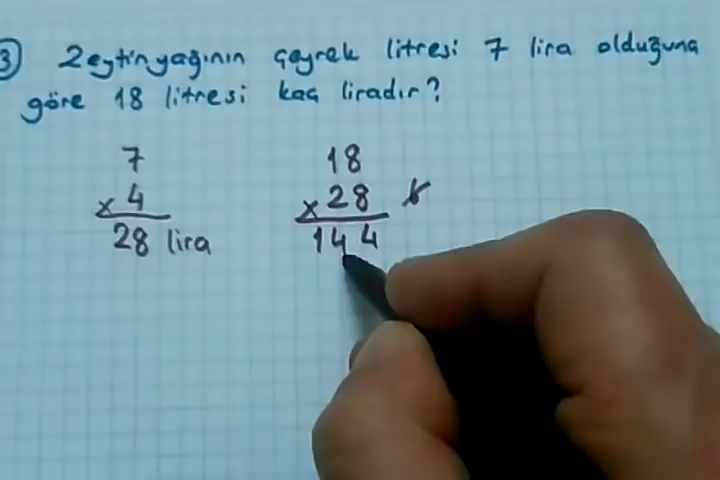 3 Zeytinyağının çeyrek litresi 7 lira olduğuna
göre 18 litresi kaç liradır?
7
x 4
28 lira
18
x 28
144